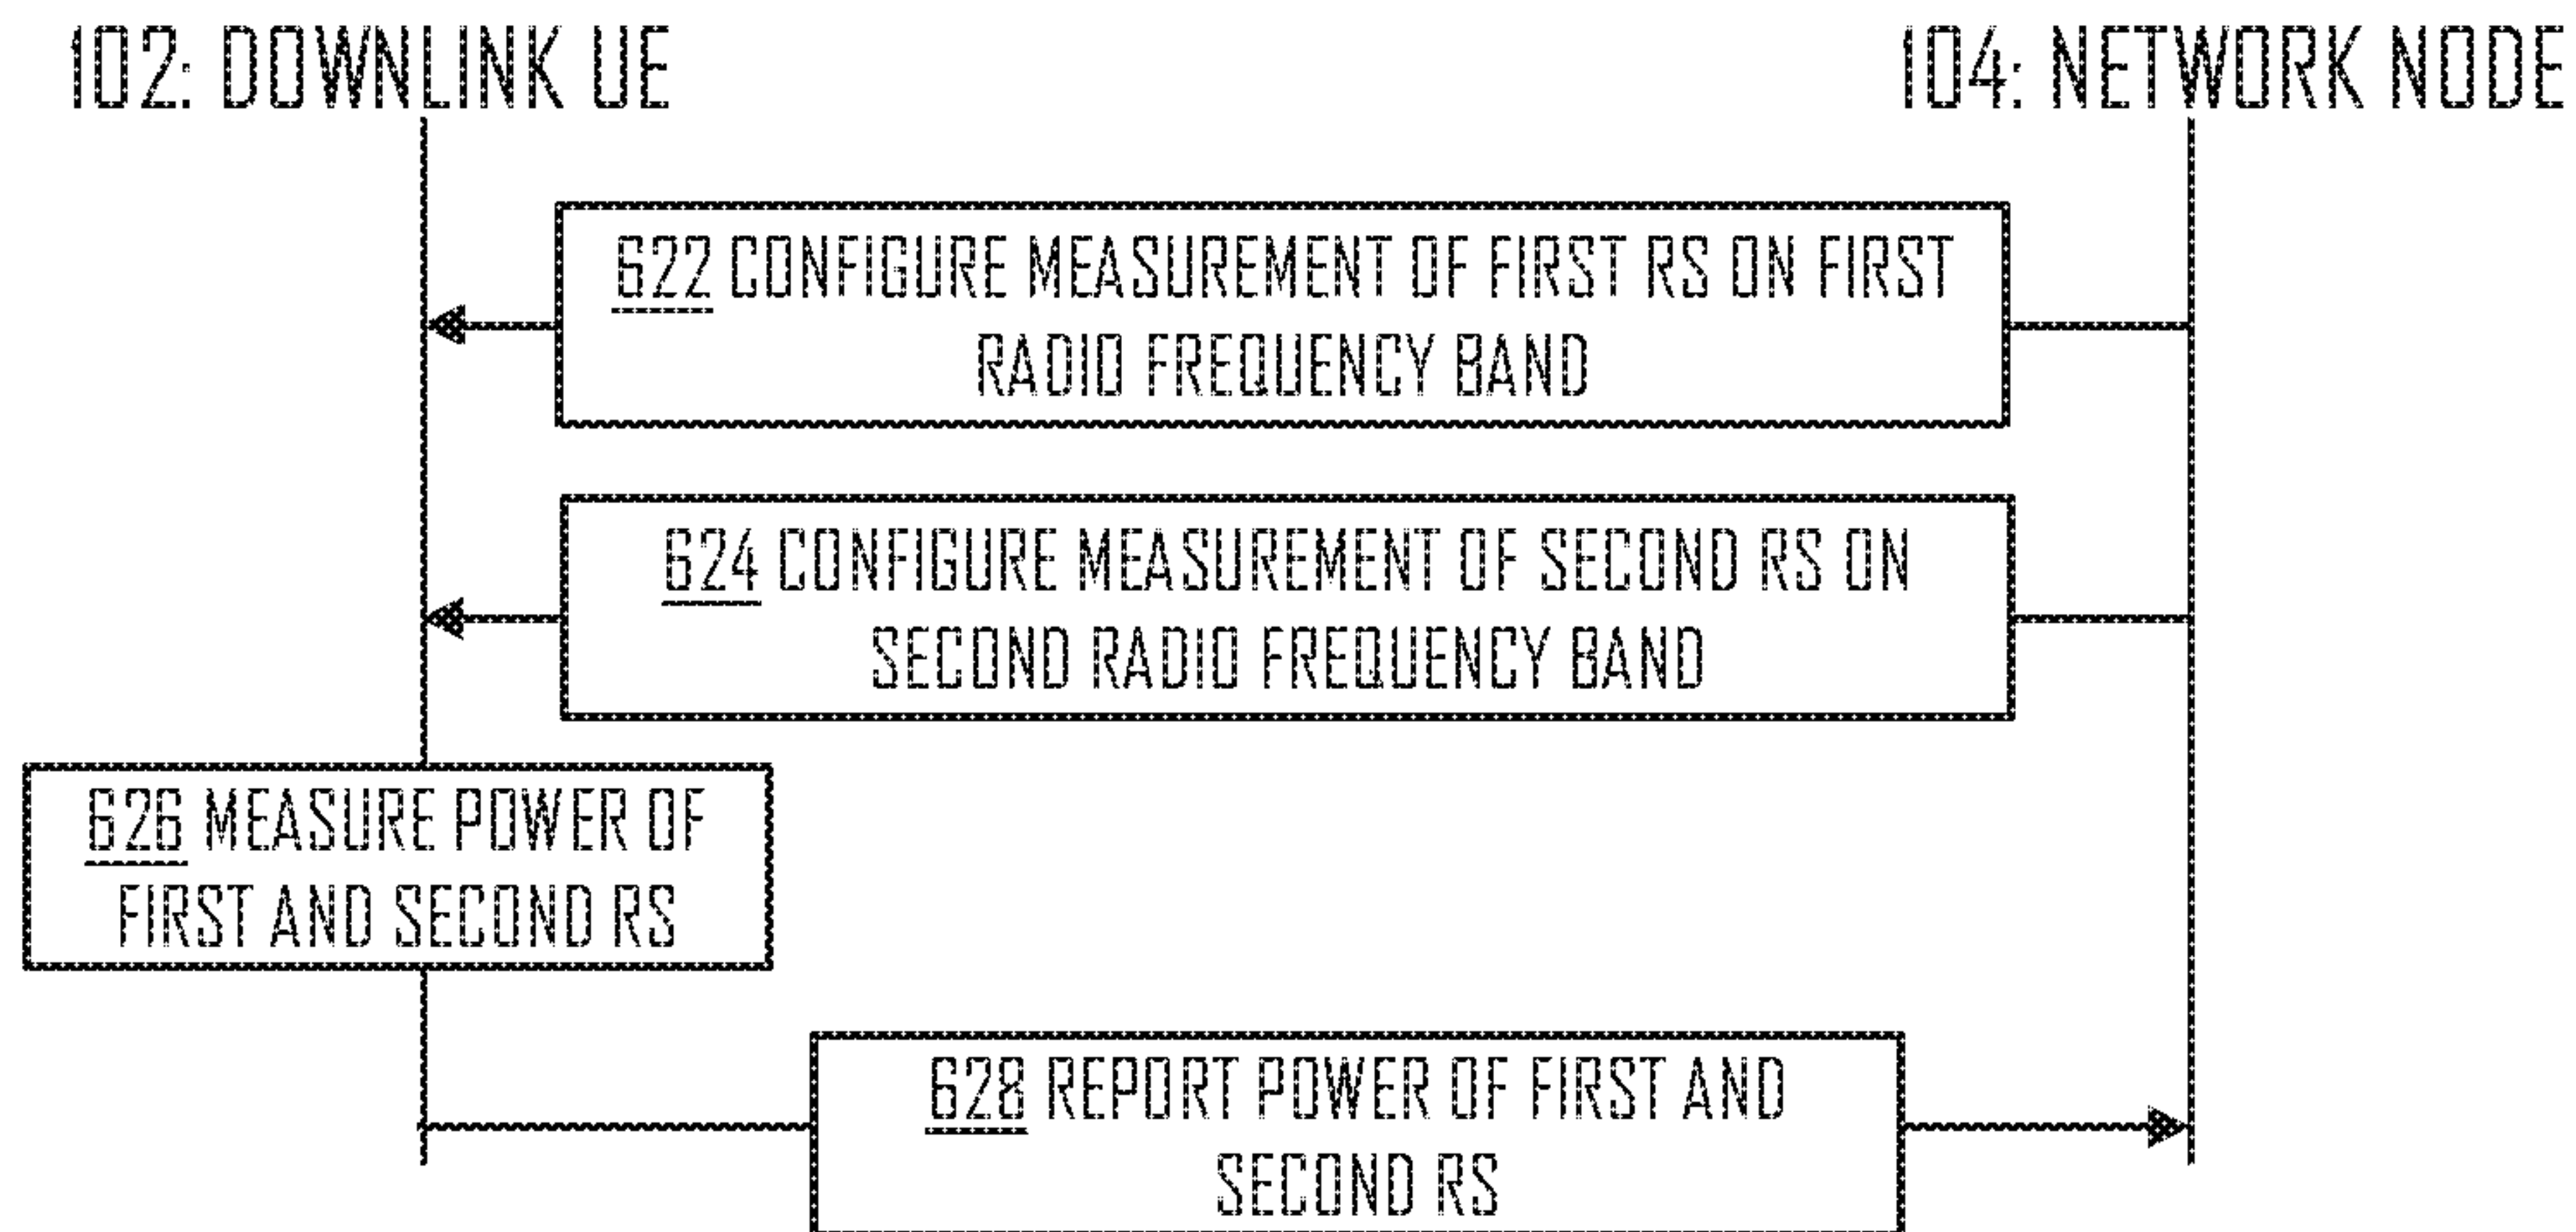 102: DOWNLINK UE
104: NETWORK NODE
622 CONFIGURE MEASUREMENT OF FIRST RS ON FIRST
RADIO FREQUENCY BAND
624 CONFIGURE MEASUREMENT OF SECOND RS ON
SECOND RADIO FREQUENCY BAND
626 MEASURE POWER OF
FIRST AND SECOND RS
628 REPORT POWER OF FIRST AND
SECOND RS